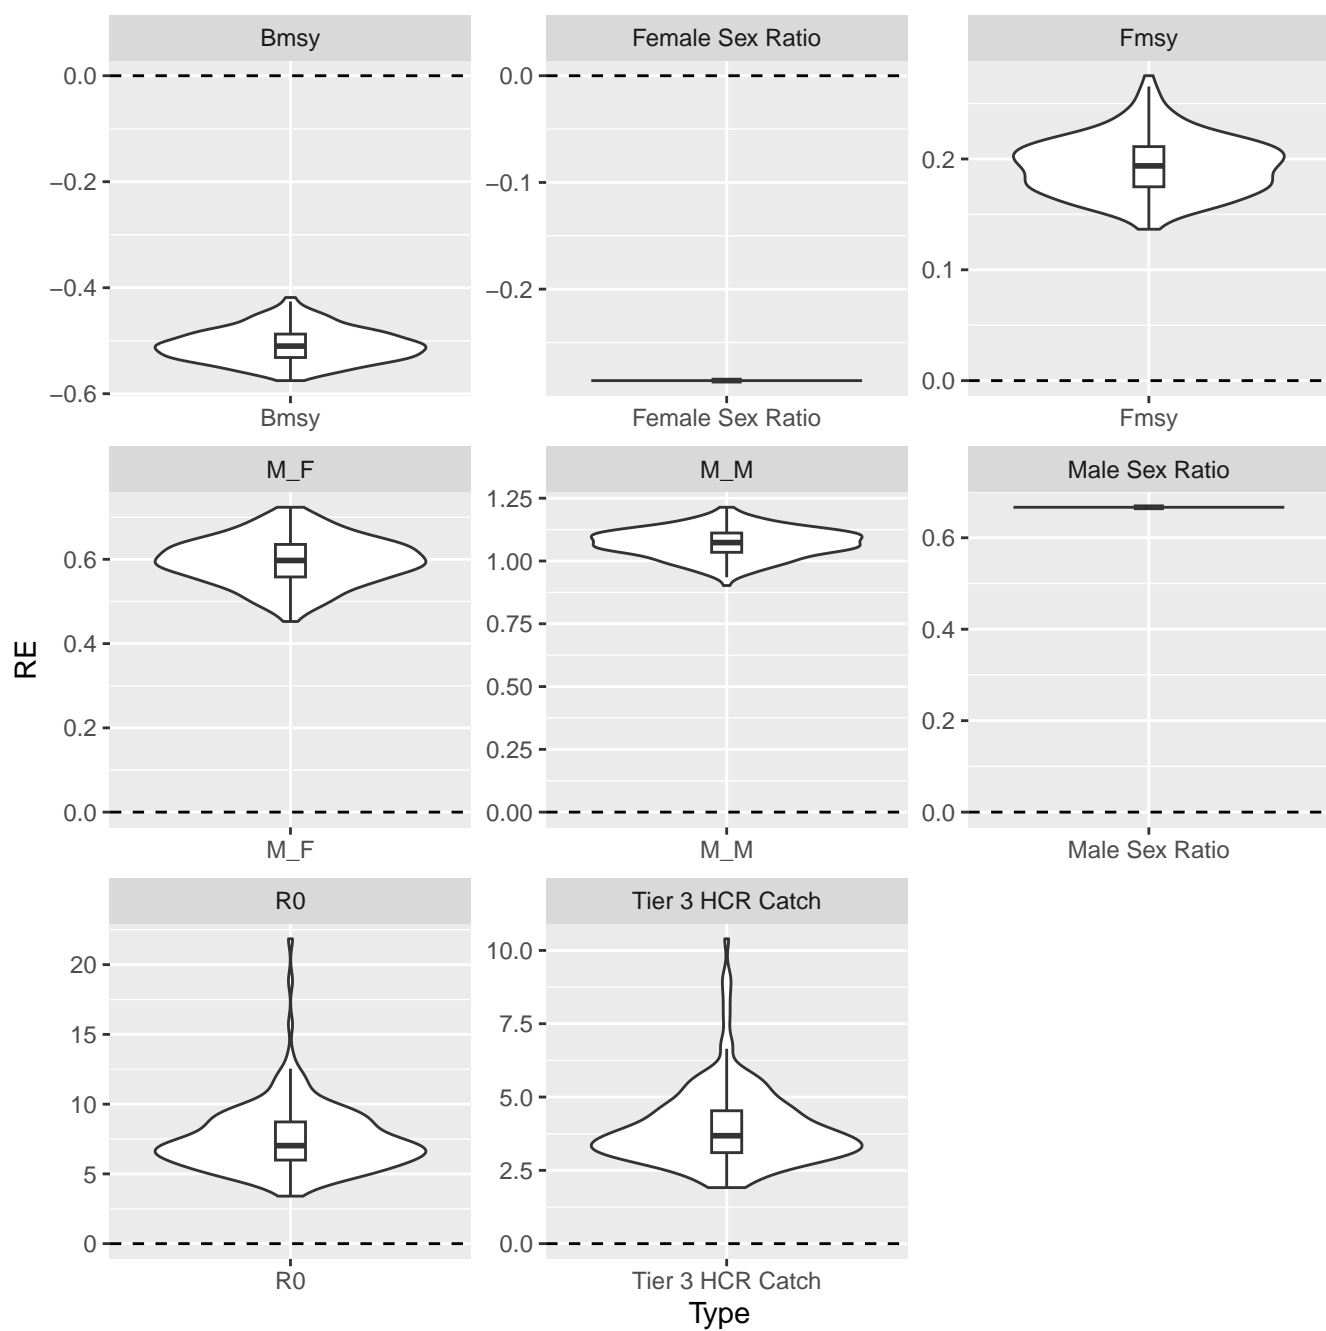 Bmsy
Female Sex Ratio
Fmsy
0.0
−0.2
−0.4
−0.6
0.0
−0.1
−0.2
0.2
0.1
0.0
Bmsy
Female Sex Ratio
Fmsy
M_F
M_M
Male Sex Ratio
0.6
0.4
0.2
0.0
1.25
1.00
0.75
0.50
0.25
0.00
0.6
0.4
0.2
0.0
RE
M_F
M_M
Male Sex Ratio
R0
Tier 3 HCR Catch
20
15
10
5
0
10.0
7.5
5.0
2.5
0.0
R0
Tier 3 HCR Catch
Type